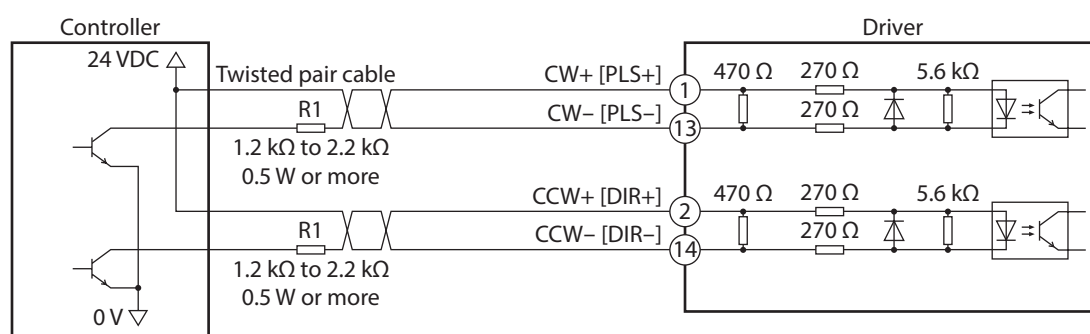 Controller
Driver
24 VDC
Twisted pair cable
CW+ [PLS+]
1
470 Ω
270 Ω
5.6 kΩ
R1
CW– [PLS–]
13
270 Ω
1.2 kΩ to 2.2 kΩ
0.5 W or more
CCW+ [DIR+]
2
470 Ω
270 Ω
5.6 kΩ
R1
CCW– [DIR–]
14
270 Ω
1.2 kΩ to 2.2 kΩ
0.5 W or more
0 V